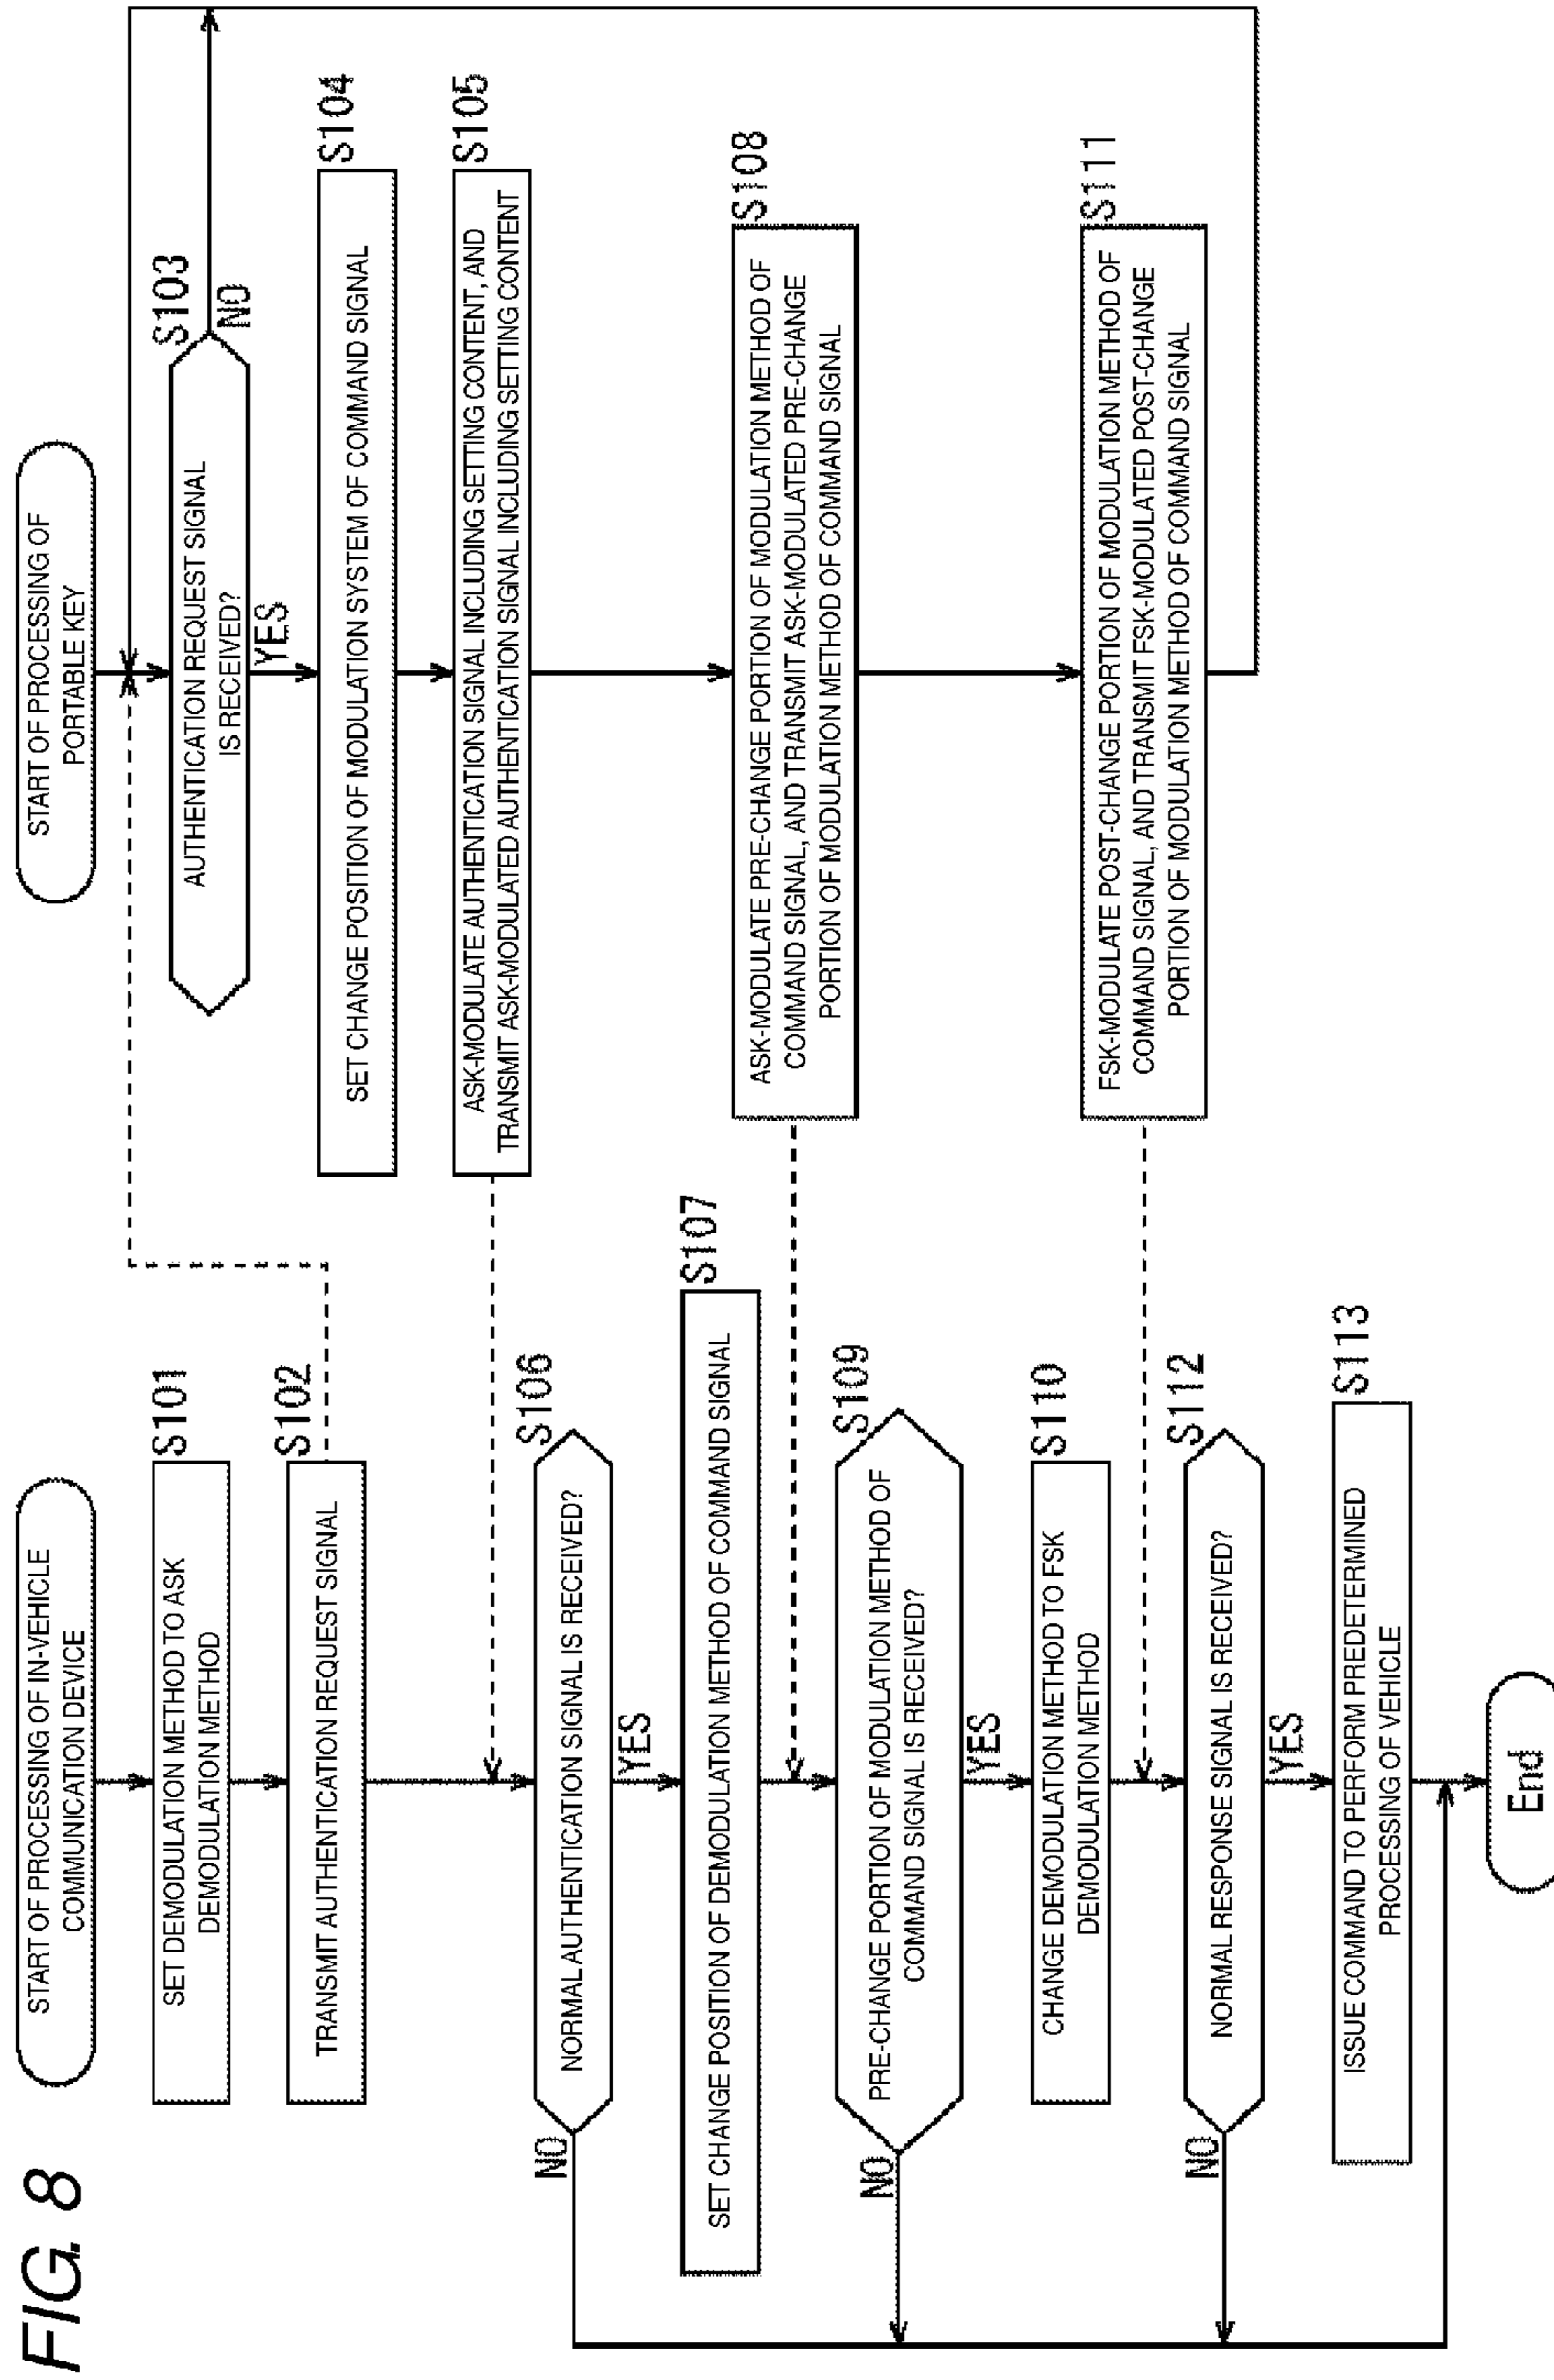 FIG. 8
START OF PROCESSING OF IN-VEHICLE
COMMUNICATION DEVICE
S101
SET DEMODULATION METHOD TO ASK
DEMODULATION METHOD
S102
TRANSMIT AUTHENTICATION REQUEST SIGNAL
S106
NORMAL AUTHENTICATION SIGNAL IS RECEIVED?
NO
YES
S107
SET CHANGE POSITION OF DEMODULATION METHOD OF COMMAND SIGNAL
S109
PRE-CHANGE PORTION OF MODULATION METHOD OF
COMMAND SIGNAL IS RECEIVED?
NO
YES
S110
CHANGE DEMODULATION METHOD TO FSK
DEMODULATION METHOD
S112
NORMAL RESPONSE SIGNAL IS RECEIVED?
NO
YES
S113
ISSUE COMMAND TO PERFORM PREDETERMINED
PROCESSING OF VEHICLE
End
START OF PROCESSING OF
PORTABLE KEY
S103
AUTHENTICATION REQUEST SIGNAL
IS RECEIVED?
NO
YES
S104
SET CHANGE POSITION OF MODULATION SYSTEM OF COMMAND SIGNAL
S105
ASK-MODULATE AUTHENTICATION SIGNAL INCLUDING SETTING CONTENT, AND
TRANSMIT ASK-MODULATED AUTHENTICATION SIGNAL INCLUDING SETTING CONTENT
S108
ASK-MODULATE PRE-CHANGE PORTION OF MODULATION METHOD OF
COMMAND SIGNAL, AND TRANSMIT ASK-MODULATED PRE-CHANGE
PORTION OF MODULATION METHOD OF COMMAND SIGNAL
S111
FSK-MODULATE POST-CHANGE PORTION OF MODULATION METHOD OF
COMMAND SIGNAL, AND TRANSMIT FSK-MODULATED POST-CHANGE
PORTION OF MODULATION METHOD OF COMMAND SIGNAL